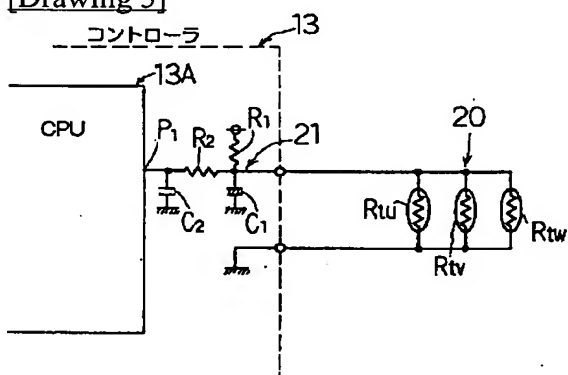 [Drawing 5]
コントローラ
13
13A
CPU
P1
R2
R1
21
C2
C1
20
Rtu
Rtv
Rtw